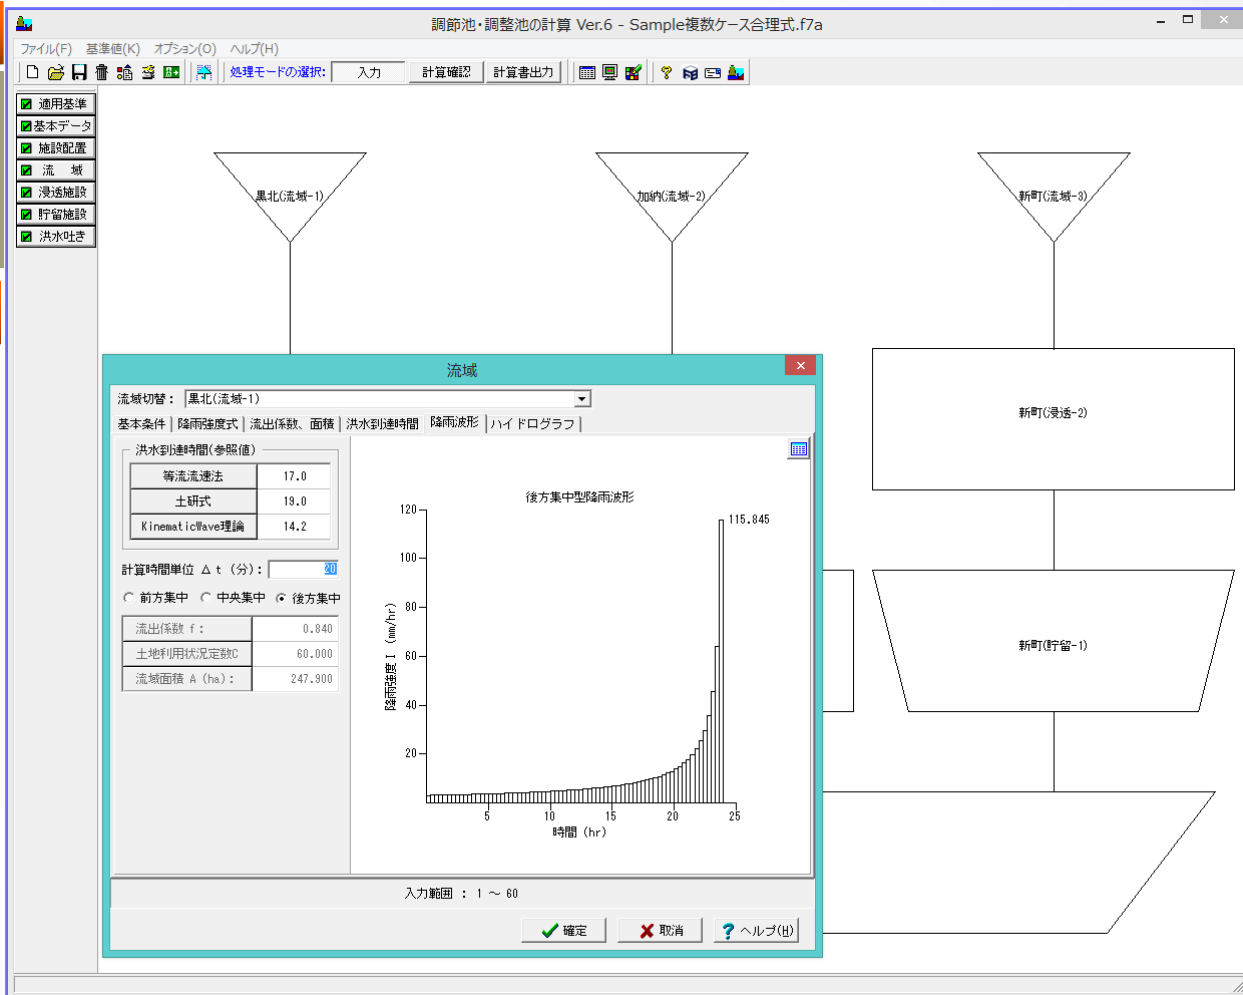 調節池・調整池の計算 Ver.6 - Sample複数ケース合理式.f7a
ファイル(F) 基準値(K) オプション(O) ヘルプ(H)
処理モードの選択: 入力 計算確認 計算書出力
適用基準
基本データ
施設配置
流 域
浸透施設
貯留施設
洪水吐き
黒北(流域-1)
加納(流域-2)
新町(流域-3)
新町(浸透-2)
新町(貯留-1)
流域
流域切替: 黒北(流域-1)
基本条件 降雨強度式 流出係数、面積 洪水到達時間 降雨波形 ハイドログラフ
洪水到達時間(参照値)
等流流速法 17.0
土研式 19.0
KinematicWave理論 14.2
計算時間単位 Δt (分): 20
前方集中 中央集中 後方集中
流出係数 f: 0.840
土地利用状況定数C 60.000
流域面積 A (ha): 247.900
後方集中型降雨波形
115.845
120
100
80
60
40
20
降雨強度 I (mm/hr)
5 10 15 20 25
時間 (hr)
入力範囲 : 1 ～ 60
確定 取消 ヘルプ(H)